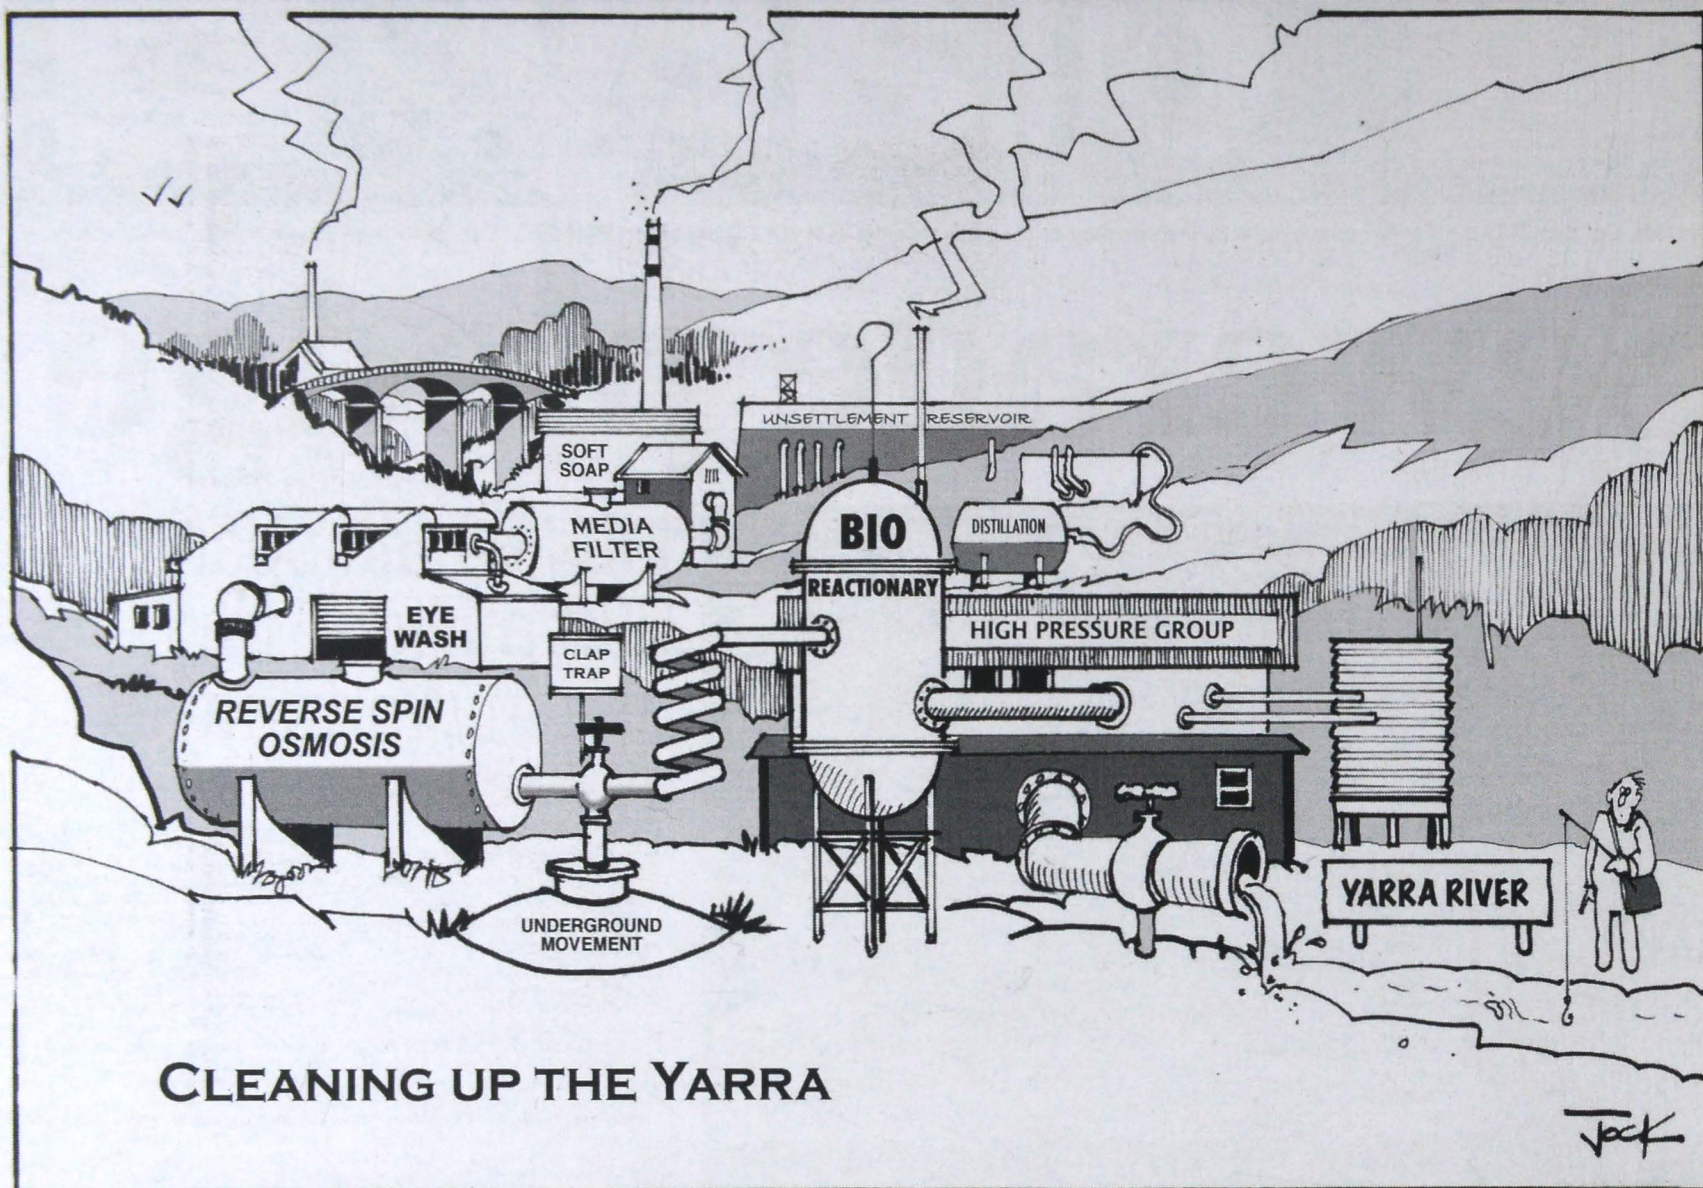 UNSETTLEMENT RESERVOIR
SOFT
SOAP
MEDIA
FILTER
BIO
REACTIONARY
DISTILLATION
EYE
WASH
CLAP
TRAP
HIGH PRESSURE GROUP
REVERSE SPIN
OSMOSIS
YARRA RIVER
UNDERGROUND
MOVEMENT
CLEANING UP THE YARRA
JOCK